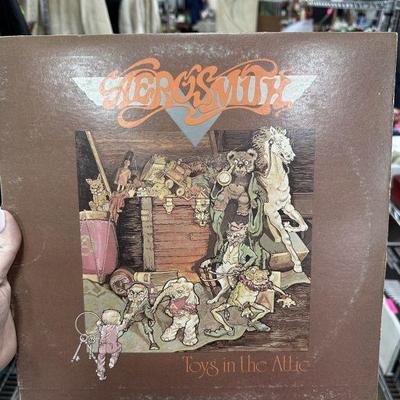 AEROSMITH
Toys in the Attic